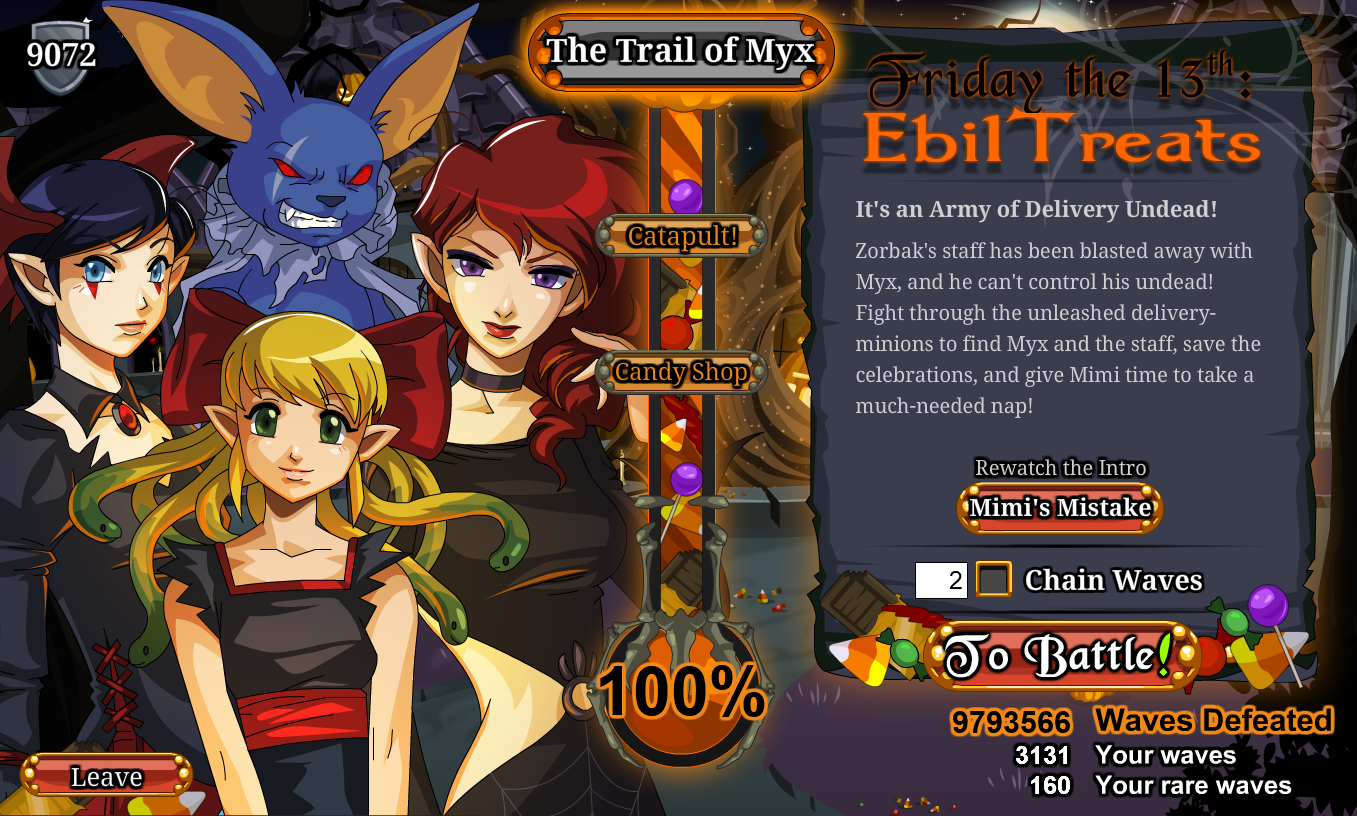 9072
The Trail of Myx
Catapult!
Candy Shop
100%
Leave
Friday the 13th:
Ebil Treats
It's an Army of Delivery Undead!
Zorbak's staff has been blasted away with
Myx, and he can't control his undead!
Fight through the unleashed delivery-
minions to find Myx and the staff, save the
celebrations, and give Mimi time to take a
much-needed nap!
Rewatch the Intro
Mimi's Mistake
2 Chain Waves
To Battle!
9793566 Waves Defeated
3131 Your waves
160 Your rare waves